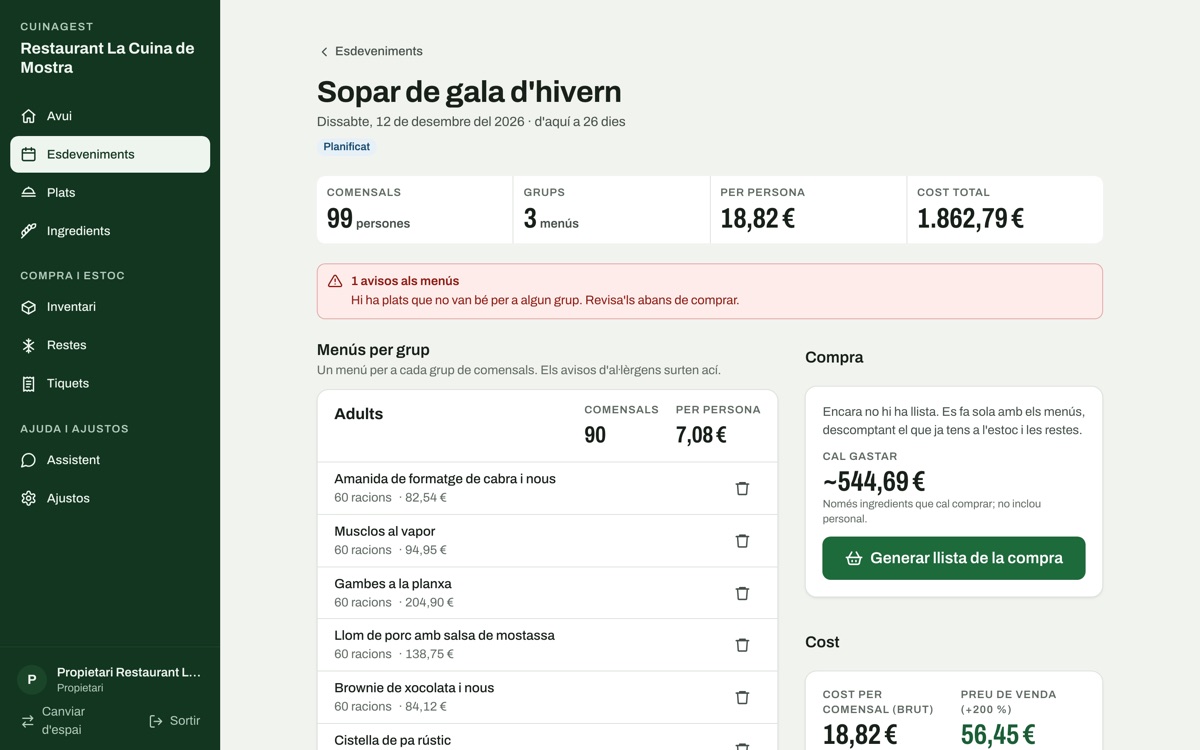 CUINAGEST
Restaurant La Cuina de
Mostra
Avui
Esdeveniments
Plats
Ingredients
COMPRA I ESTOC
Inventari
Restes
Tiquets
AJUDA I AJUSTOS
Assistent
Ajustos
P
Propietari Restaurant L...
Propietari
Canviar
d'espai
Sortir
Esdeveniments
Sopar de gala d'hivern
Dissabte, 12 de desembre del 2026 · d'aquí a 26 dies
Planificat
COMENSALS
99 persones
GRUPS
3 menús
PER PERSONA
18,82 €
COST TOTAL
1.862,79 €
1 avisos als menús
Hi ha plats que no van bé per a algun grup. Revisa'ls abans de comprar.
Menús per grup
Un menú per a cada grup de comensals. Els avisos d'al·lèrgens surten ací.
Adults
COMENSALS
90
PER PERSONA
7,08 €
Amanida de formatge de cabra i nous
60 racions · 82,54 €
Musclos al vapor
60 racions · 94,95 €
Gambes a la planxa
60 racions · 204,90 €
Llom de porc amb salsa de mostassa
60 racions · 138,75 €
Brownie de xocolata i nous
60 racions · 84,12 €
Cistella de pa rústic
Compra
Encara no hi ha llista. Es fa sola amb els menús,
descomptant el que ja tens a l'estoc i les restes.
CAL GASTAR
~544,69 €
Només ingredients que cal comprar; no inclou
personal.
Generar llista de la compra
Cost
COST PER
COMENSAL (BRUT)
18,82 €
PREU DE VENDA
(+200 %)
56,45 €